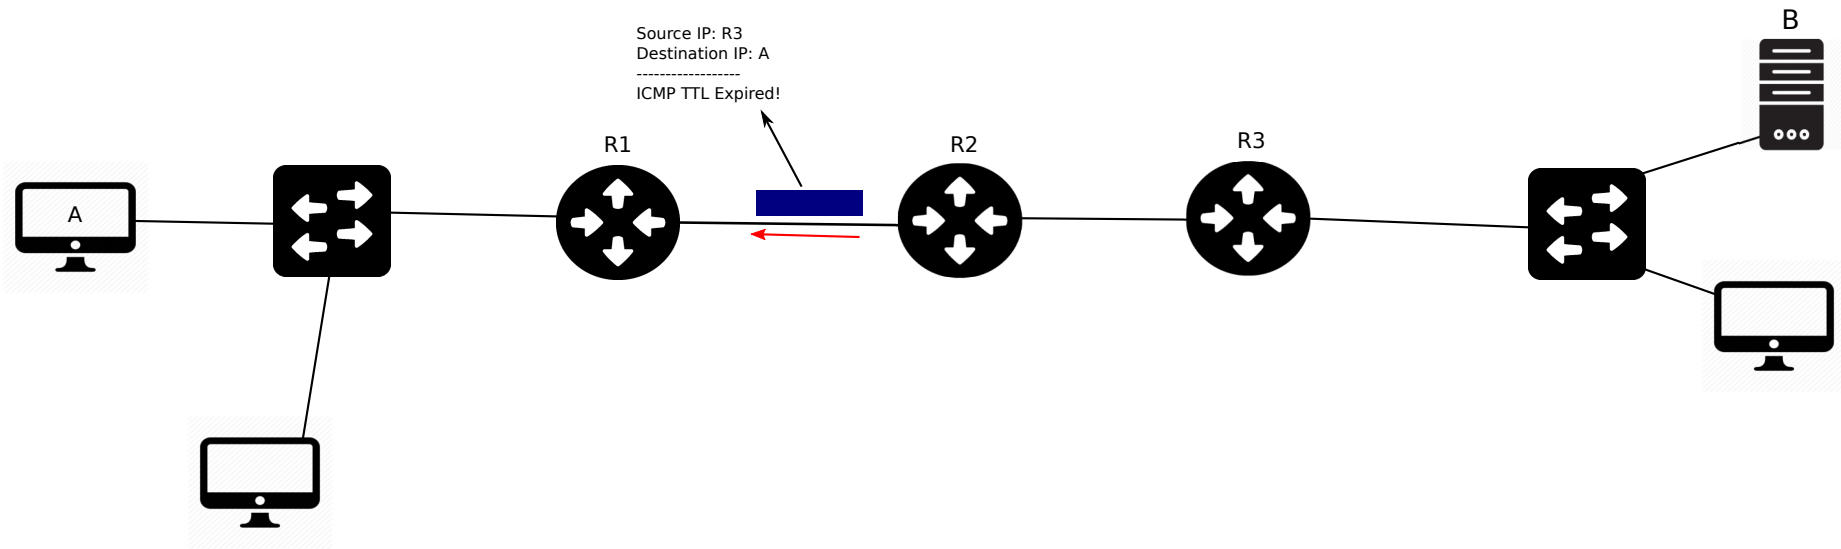 Source IP: R3
Destination IP: A
------------------
ICMP TTL Expired!
B
R1
R2
R3
A